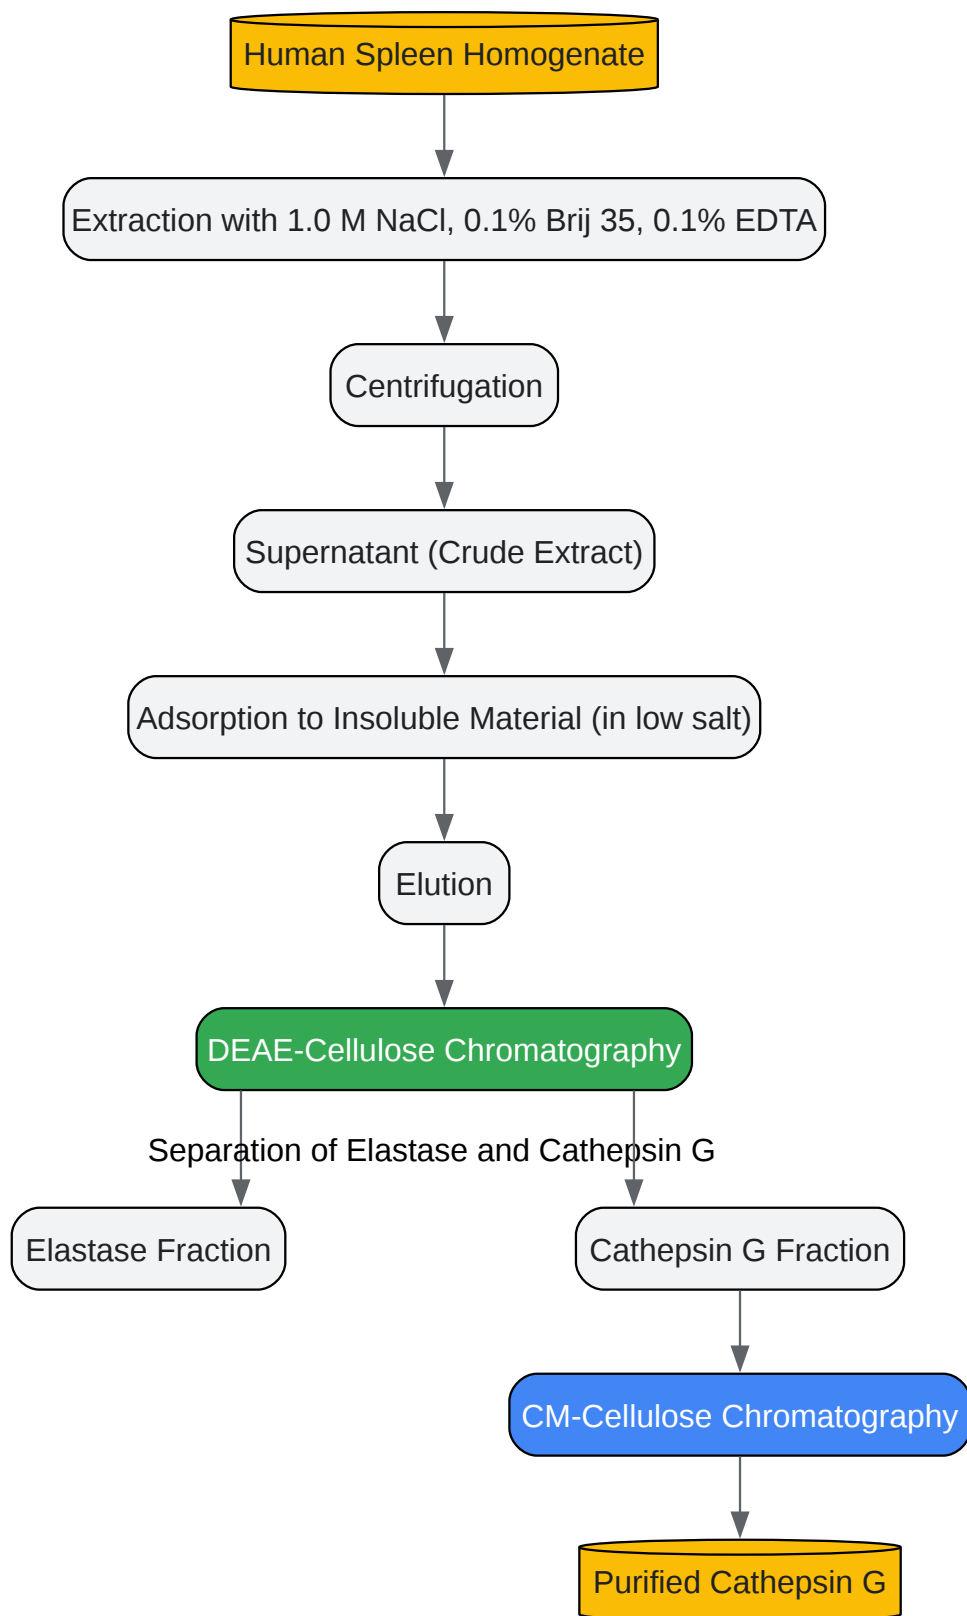 Human Spleen Homogenate
Extraction with 1.0 M NaCl, 0.1% Brij 35, 0.1% EDTA
Centrifugation
Supernatant (Crude Extract)
Adsorption to Insoluble Material (in low salt)
Elution
DEAE-Cellulose Chromatography
Separation of Elastase and Cathepsin G
Elastase Fraction
Cathepsin G Fraction
CM-Cellulose Chromatography
Purified Cathepsin G